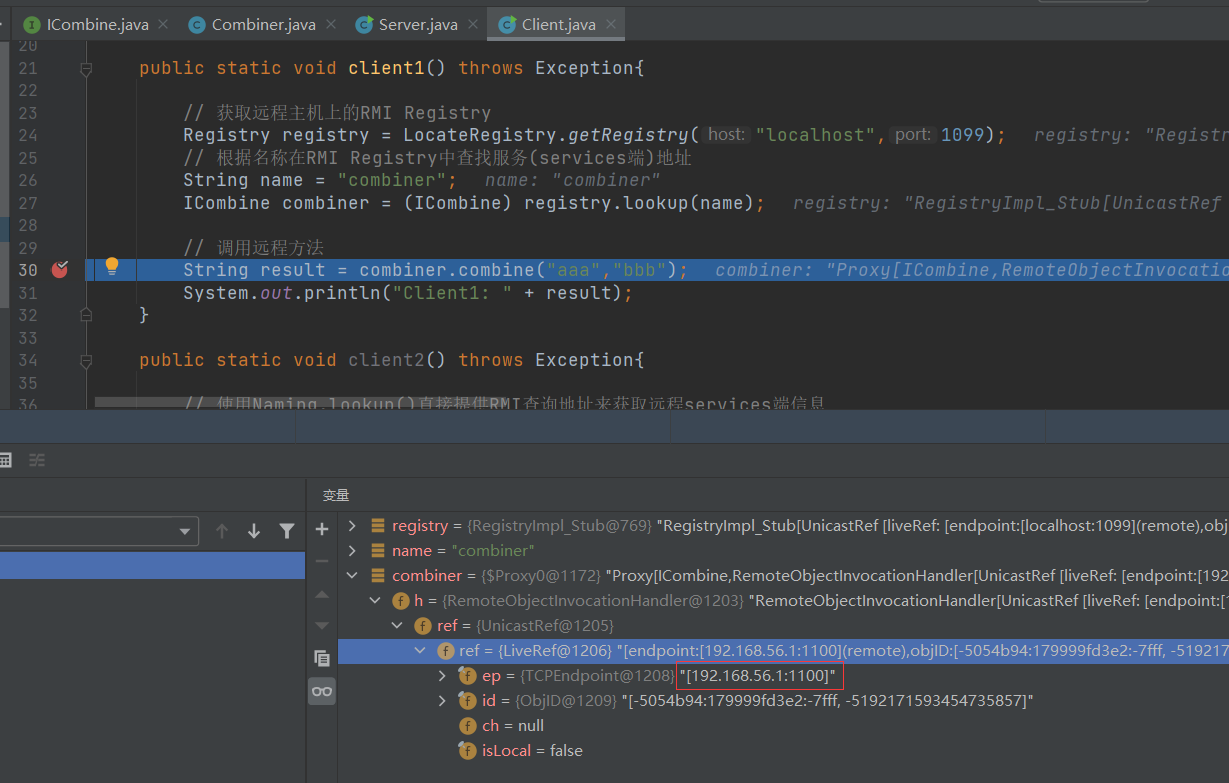 ICombine.java Combiner.java Server.java Client.java
20
21 public static void client1() throws Exception{
22
23 // 获取远程主机上的RMI Registry
24 Registry registry = LocateRegistry.getRegistry( host: "localhost", port: 1099); registry: "Registr
25 // 根据名称在RMI Registry中查找服务(services端)地址
26 String name = "combiner"; name: "combiner"
27 ICombine combiner = (ICombine) registry.lookup(name); registry: "RegistryImpl_Stub[UnicastRef
28
29 // 调用远程方法
30 String result = combiner.combine("aaa","bbb"); combiner: "Proxy[ICombine,RemoteObjectInvocatio
31 System.out.println("Client1: " + result);
32 }
33
34 public static void client2() throws Exception{
35
36 // 使用Naming.lookup()直接提供RMI查询地址来获取远程services端信息
变量
registry = {RegistryImpl_Stub@769} "RegistryImpl_Stub[UnicastRef [liveRef: [endpoint:[localhost:1099](remote),obj
name = "combiner"
combiner = {$Proxy0@1172} "Proxy[ICombine,RemoteObjectInvocationHandler[UnicastRef [liveRef: [endpoint:[192
f h = {RemoteObjectInvocationHandler@1203} "RemoteObjectInvocationHandler[UnicastRef [liveRef: [endpoint:[1
f ref = {UnicastRef@1205}
f ref = {LiveRef@1206} "[endpoint:[192.168.56.1:1100](remote),objID:[-5054b94:179999fd3e2:-7fff, -519217
f ep = {TCPEndpoint@1208} "[192.168.56.1:1100]"
f id = {ObjID@1209} "[-5054b94:179999fd3e2:-7fff, -5192171593454735857]"
f ch = null
f isLocal = false